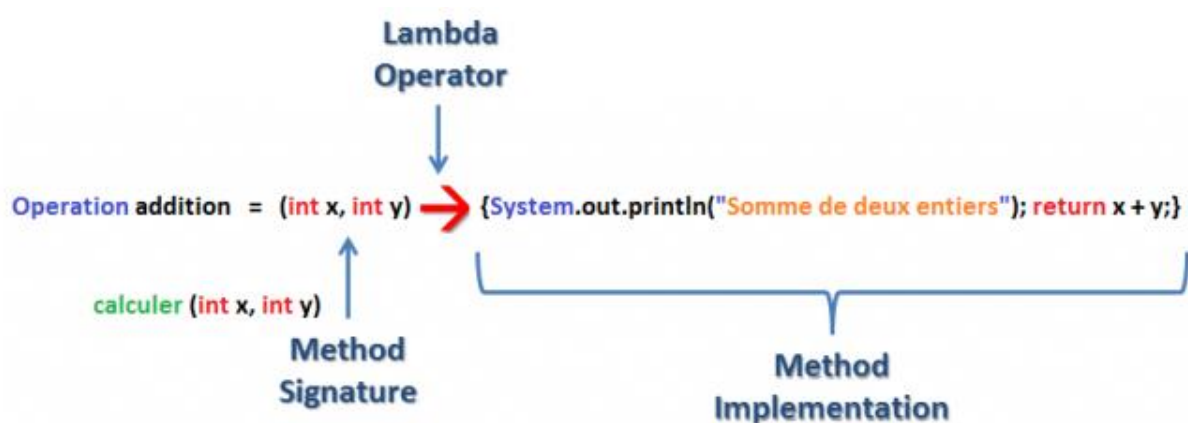 Lambda
Operator
Operation addition = (int x, int y) → {System.out.println("Somme de deux entiers"); return x + y;}
calculer (int x, int y)
Method
Signature
Method
Implementation